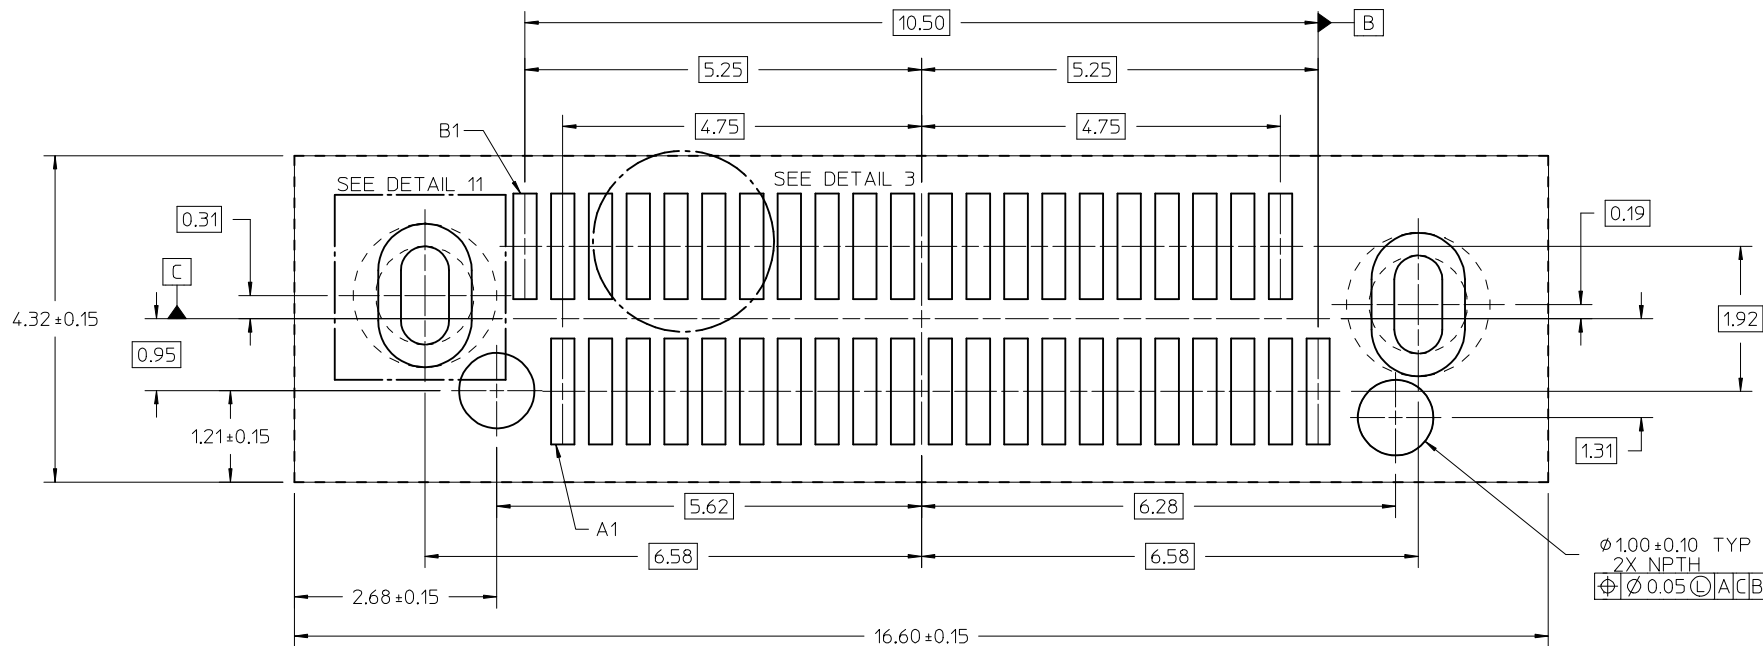 10.50
B
5.25
5.25
4.75
4.75
B1
SEE DETAIL 11
SEE DETAIL 3
0.31
0.19
C
4.32±0.15
1.92
0.95
1.21±0.15
1.31
5.62
6.28
A1
6.58
6.58
Ø1.00±0.10 TYP
2X NPTH
⌖ Ø 0.05 Ⓛ A C B
2.68±0.15
16.60±0.15